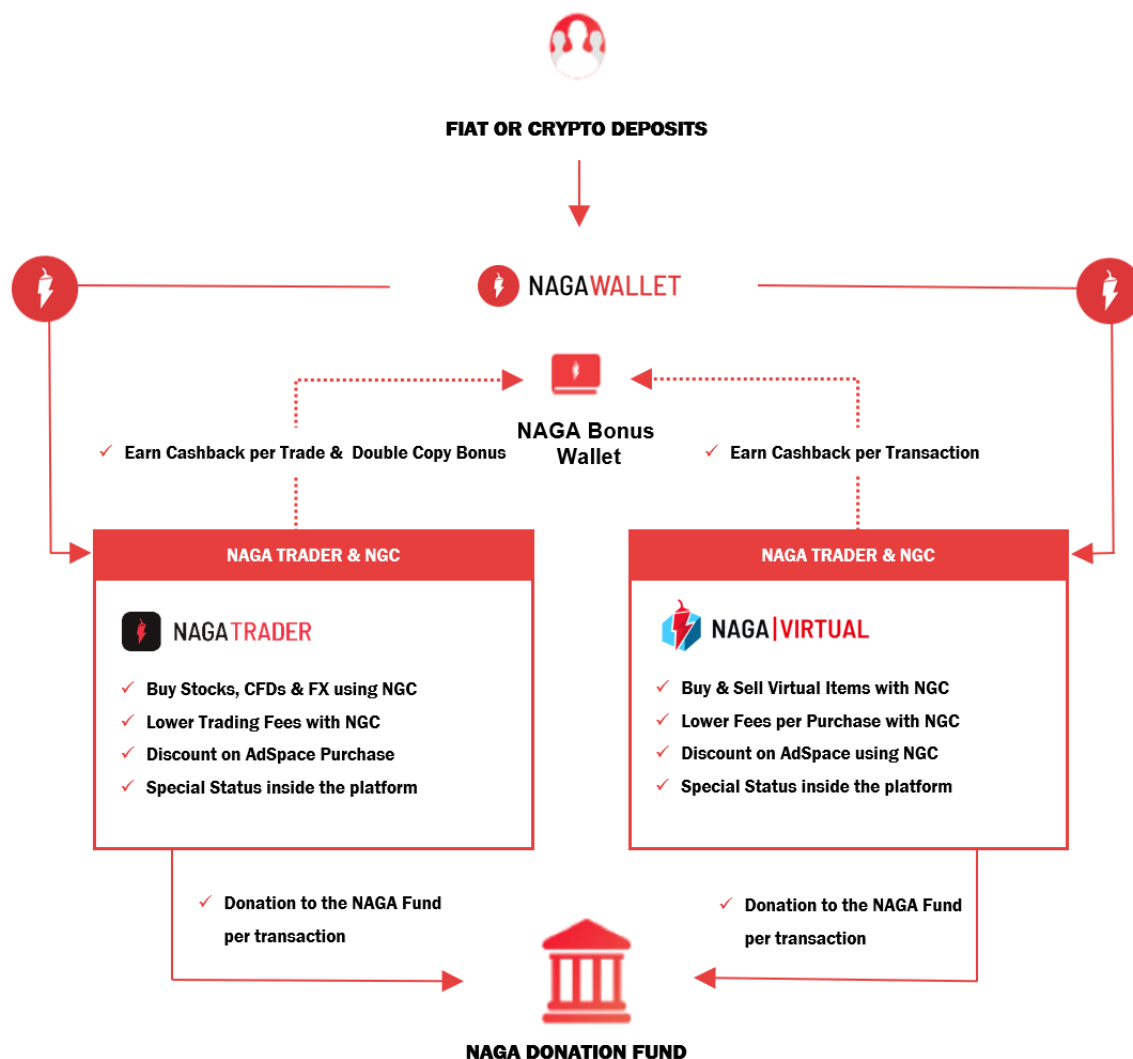 FIAT OR CRYPTO DEPOSITS
NAGAWALLET
NAGA Bonus
Wallet
✓ Earn Cashback per Trade & Double Copy Bonus
✓ Earn Cashback per Transaction
NAGA TRADER & NGC
NAGATRADER
✓ Buy Stocks, CFDs & FX using NGC
✓ Lower Trading Fees with NGC
✓ Discount on AdSpace Purchase
✓ Special Status inside the platform
NAGA TRADER & NGC
NAGA|VIRTUAL
✓ Buy & Sell Virtual Items with NGC
✓ Lower Fees per Purchase with NGC
✓ Discount on AdSpace using NGC
✓ Special Status inside the platform
✓ Donation to the NAGA Fund
per transaction
✓ Donation to the NAGA Fund
per transaction
NAGA DONATION FUND